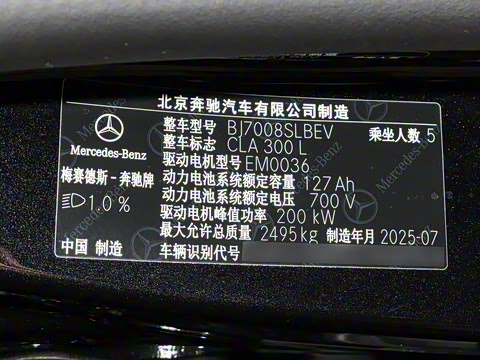 北京奔驰汽车有限公司制造
整车型号 BJ7008SLBEV 乘坐人数 5
整车标志 CLA 300 L
Mercedes-Benz
驱动电机型号 EM0036
梅赛德斯-奔驰牌
动力电池系统额定容量 127Ah
动力电池系统额定电压 700 V
1.0 %
驱动电机峰值功率 200 kW
最大允许总质量 2495kg 制造年月 2025-07
中国 制造
车辆识别代号